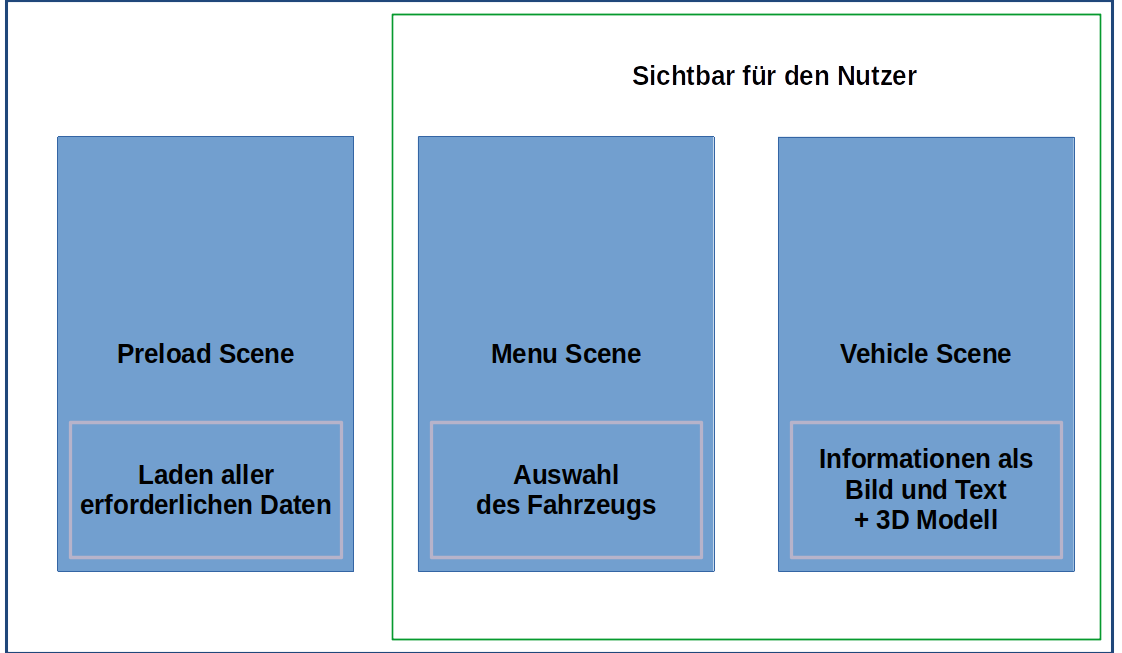 Sichtbar für den Nutzer
Preload Scene
Laden aller
erforderlichen Daten
Menu Scene
Auswahl
des Fahrzeugs
Vehicle Scene
Informationen als
Bild und Text
+ 3D Modell